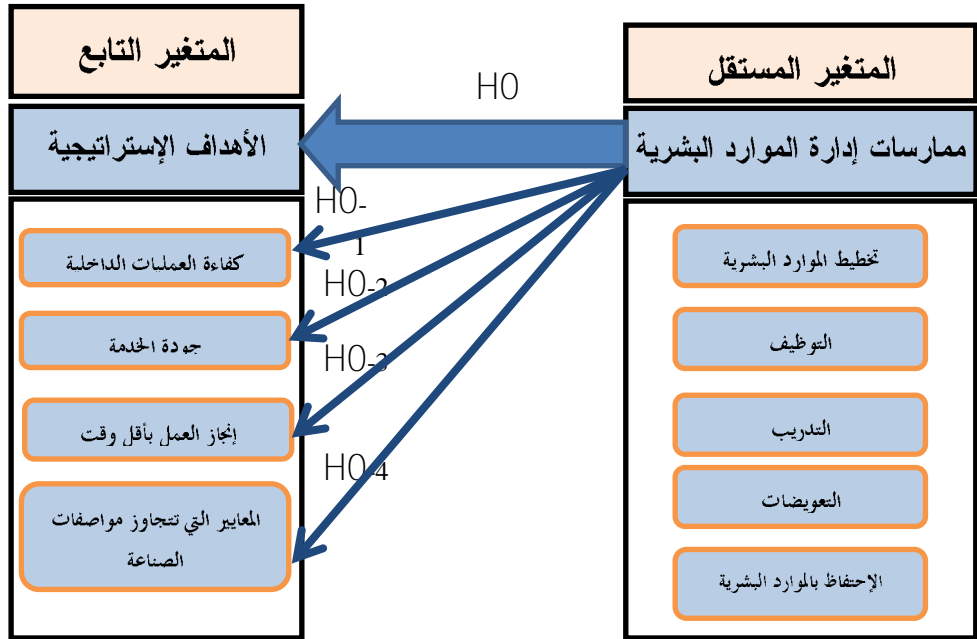 المتغير المستقل
ممارسات إدارة الموارد البشرية
تخطيط الموارد البشرية
التوظيف
التدريب
التعويضات
الإحتفاظ بالموارد البشرية
H0
H0-
1
H0-2
H0-3
H0-4
المتغير التابع
الأهداف الإستراتيجية
كفاءة العمليات الداخلية
جودة الخدمة
إنجاز العمل بأقل وقت
المعايير التي تتجاوز مواصفات
الصناعة